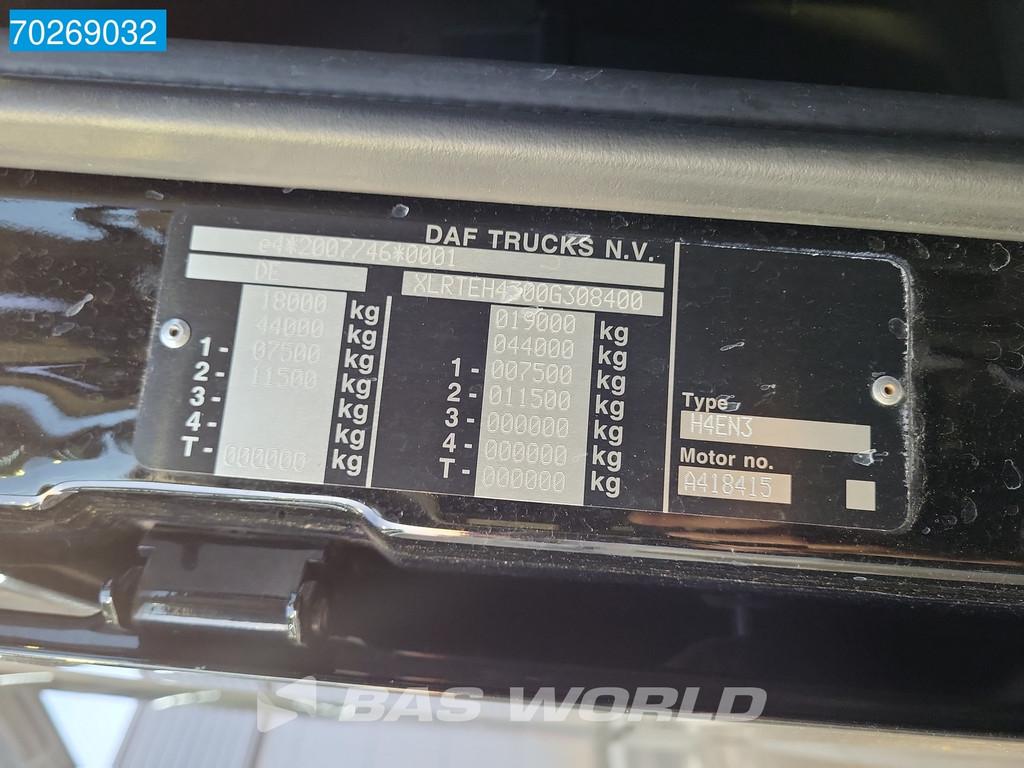 70269032
DAF TRUCKS N.V.
e4*2007/46*0001
DE XLRTEH4300G308400
18000 kg 019000 kg
44000 kg 044000 kg
1- 07500 kg 1- 007500 kg
2- 11500 kg 2- 011500 kg
3- kg 3- 000000 kg
4- kg 4- 000000 kg
T- 000000 kg T- 000000 kg
Type
H4EN3
Motor no.
A418415
BAS WORLD